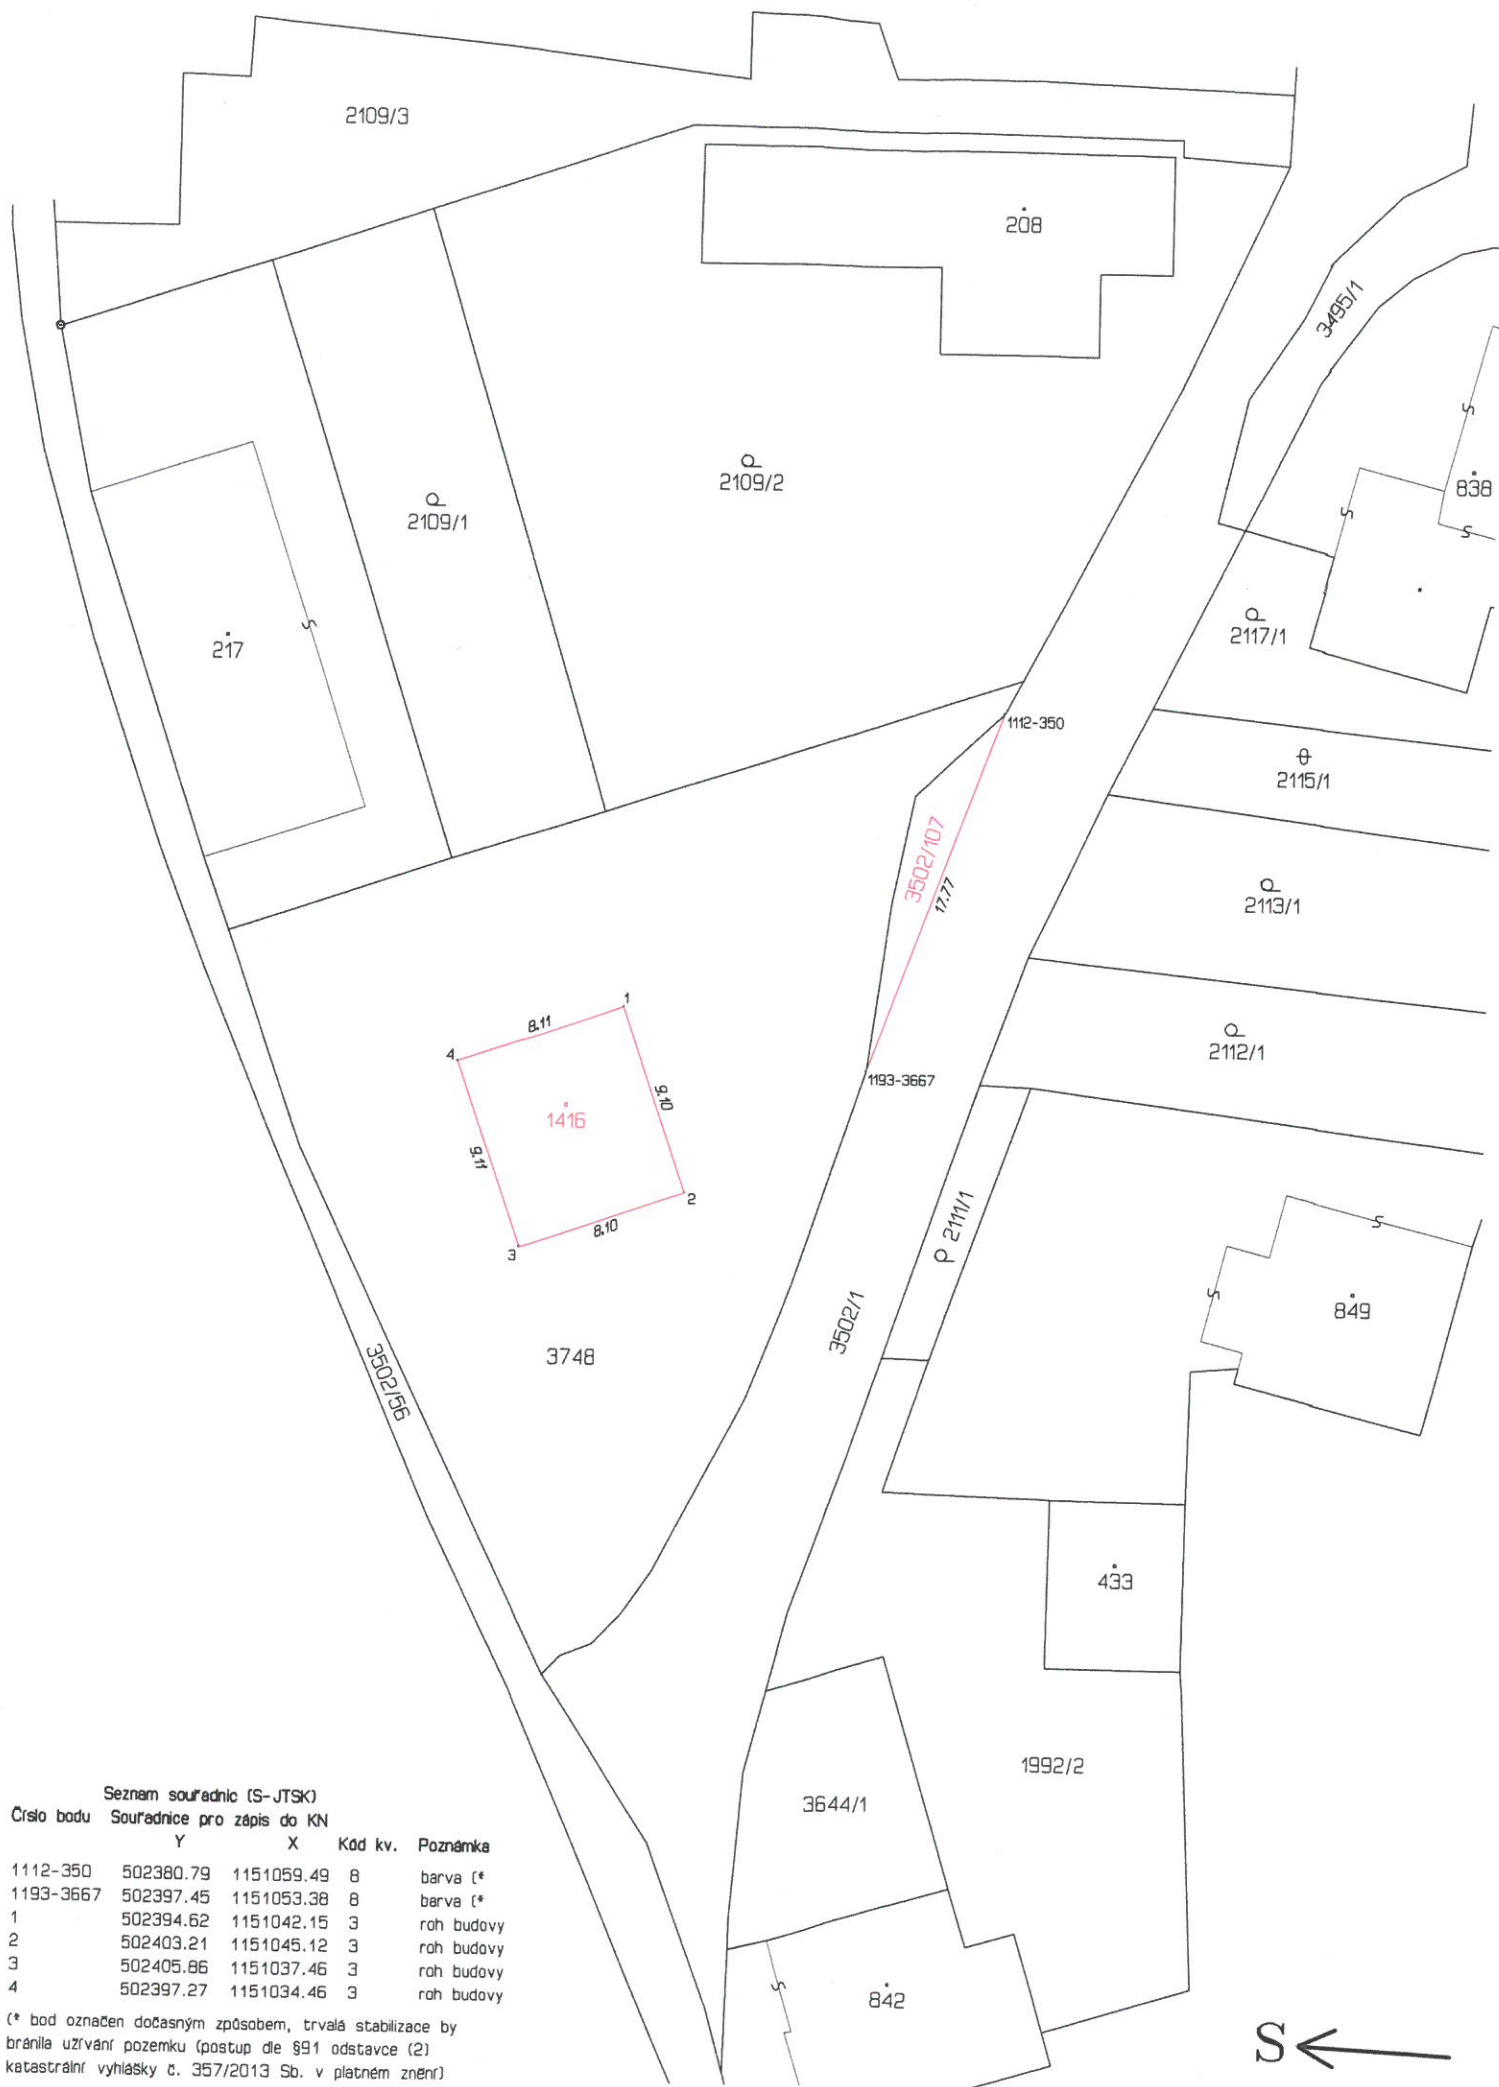 2109/3
208
3495/1
838
2109/2
2109/1
217
2117/1
1112-350
2115/1
3502/107
17.77
2113/1
1
8.11
4
9.10
1416
1193-3667
2112/1
9.11
2
8.10
3
2111/1
3502/1
849
3748
3502/56
433
1992/2
3644/1
842
Seznam souřadnic (S-JTSK)
Číslo bodu Souřadnice pro zápis do KN
Y X Kód kv. Poznámka
1112-350 502380.79 1151059.49 8 barva (*
1193-3667 502397.45 1151053.38 8 barva (*
1 502394.62 1151042.15 3 roh budovy
2 502403.21 1151045.12 3 roh budovy
3 502405.86 1151037.46 3 roh budovy
4 502397.27 1151034.46 3 roh budovy
(* bod označen dočasným způsobem, trvalá stabilizace by
bránila užívání pozemku (postup dle §91 odstavce (2)
katastrální vyhlášky č. 357/2013 Sb. v platném znění)
S